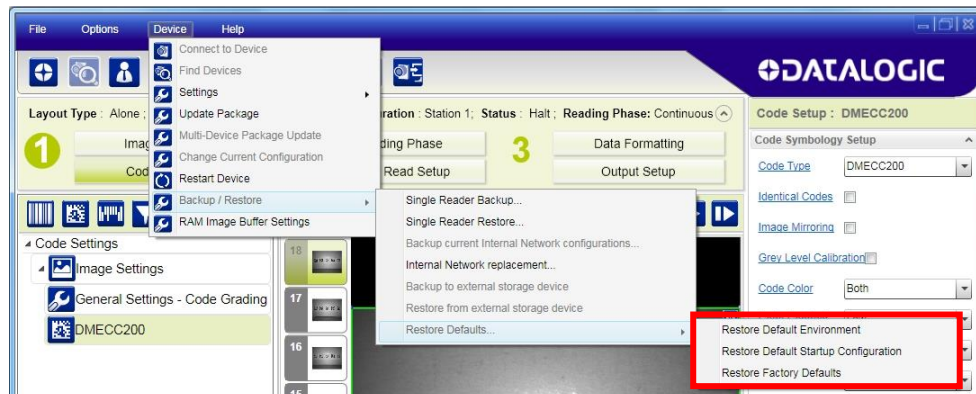 File Options Device Help
Connect to Device
Find Devices
Settings
Update Package
Multi-Device Package Update
Change Current Configuration
Restart Device
Backup / Restore
RAM Image Buffer Settings
DATALOGIC
Layout Type : Alone ; ration : Station 1; Status : Halt ; Reading Phase: Continuous
1 Imag ding Phase 3 Data Formatting
Cod Read Setup Output Setup
Single Reader Backup...
Single Reader Restore...
Backup current Internal Network configurations...
Internal Network replacement...
Backup to external storage device
Restore from external storage device
Restore Defaults...
Restore Default Environment
Restore Default Startup Configuration
Restore Factory Defaults
Code Settings
Image Settings
General Settings - Code Grading
DMECC200
18
17
16
Code Setup : DMECC200
Code Symbology Setup
Code Type DMECC200
Identical Codes
Image Mirroring
Grey Level Calibration
Code Color Both